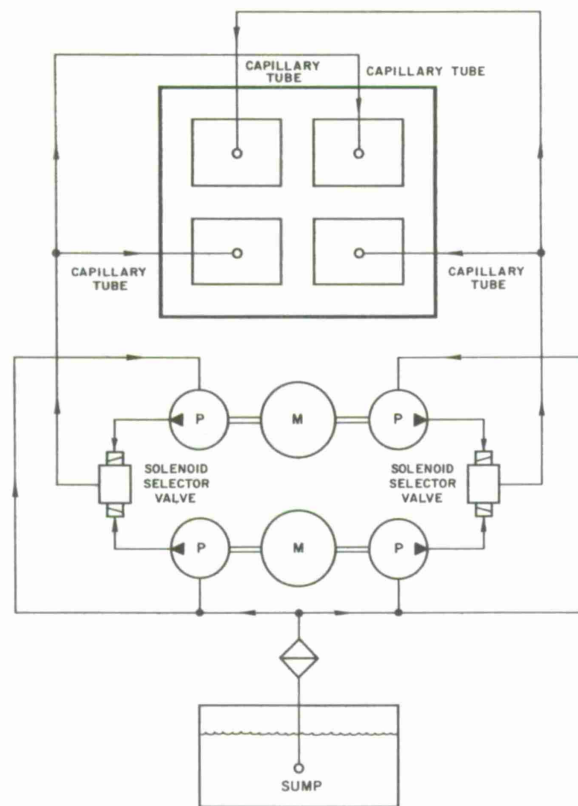 CAPILLARY
TUBE
CAPILLARY TUBE
CAPILLARY
TUBE
CAPILLARY
TUBE
P
M
P
SOLENOID
SELECTOR
VALVE
SOLENOID
SELECTOR
VALVE
P
M
P
SUMP